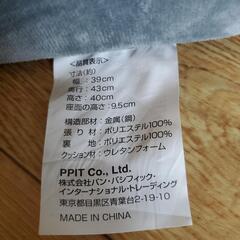 <品質表示>
寸法(約)
幅:39cm
奥行:43cm
高さ:40cm
座面の高さ:9.5cm
構造部材:金属(鋼)
張り材:ポリエステル100%
裏地:ポリエステル100%
クッション材:ウレタンフォーム
PPIT Co., Ltd.
株式会社パン・パシフィック・
インターナショナル・トレーディング
東京都目黒区青葉台2-19-10
MADE IN CHINA